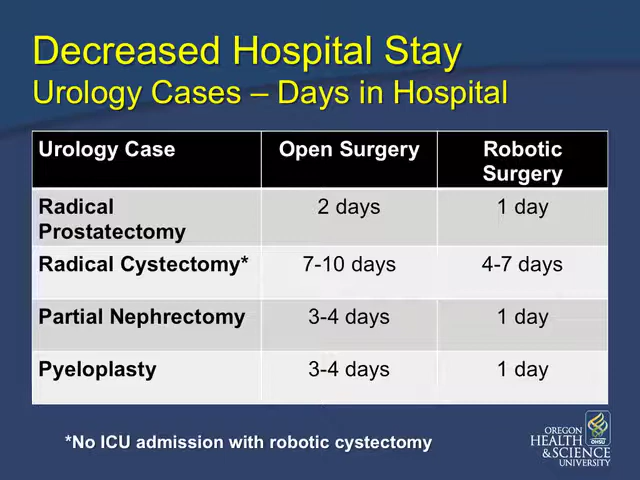 Decreased Hospital Stay
Urology Cases – Days in Hospital
Urology Case Open Surgery Robotic
Surgery
Radical
Prostatectomy 2 days 1 day
Radical Cystectomy* 7-10 days 4-7 days
Partial Nephrectomy 3-4 days 1 day
Pyeloplasty 3-4 days 1 day
*No ICU admission with robotic cystectomy
OREGON
HEALTH
&SCIENCE
UNIVERSITY
OHSU